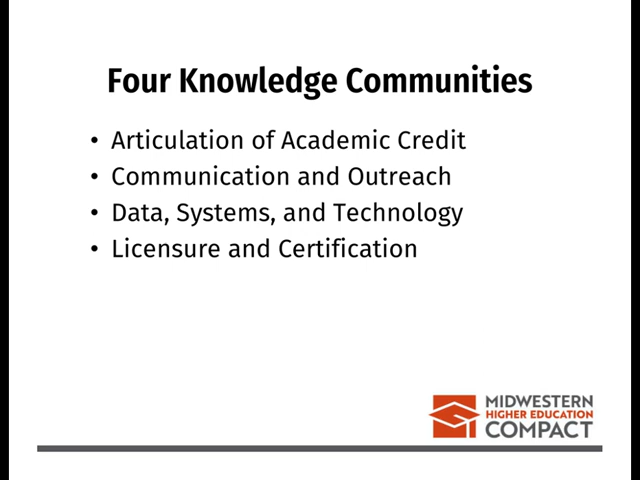 Four Knowledge Communities
• Articulation of Academic Credit
• Communication and Outreach
• Data, Systems, and Technology
• Licensure and Certification
MIDWESTERN
HIGHER EDUCATION
COMPACT